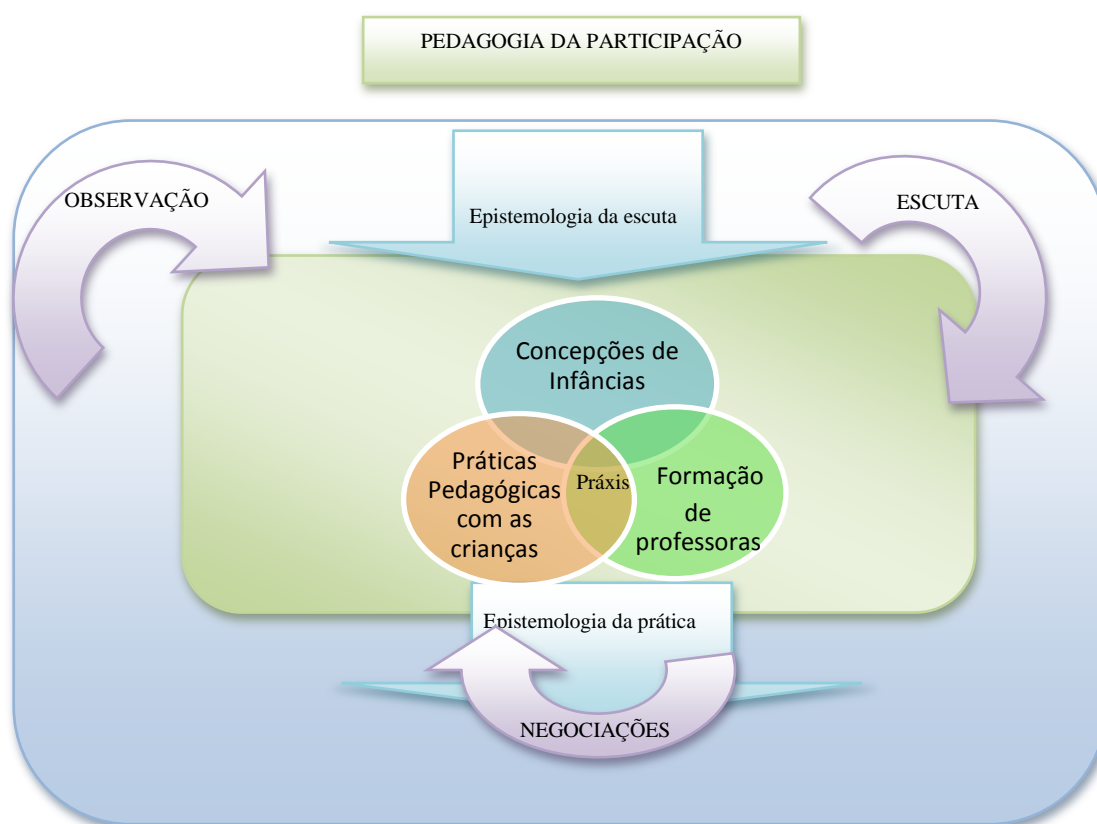 PEDAGOGIA DA PARTICIPAÇÃO
OBSERVAÇÃO
ESCUTA
Epistemologia da escuta
Concepções de
Infâncias
Práticas
Pedagógicas
com as
crianças
Práxis
Formação
de
professoras
Epistemologia da prática
NEGOCIAÇÕES